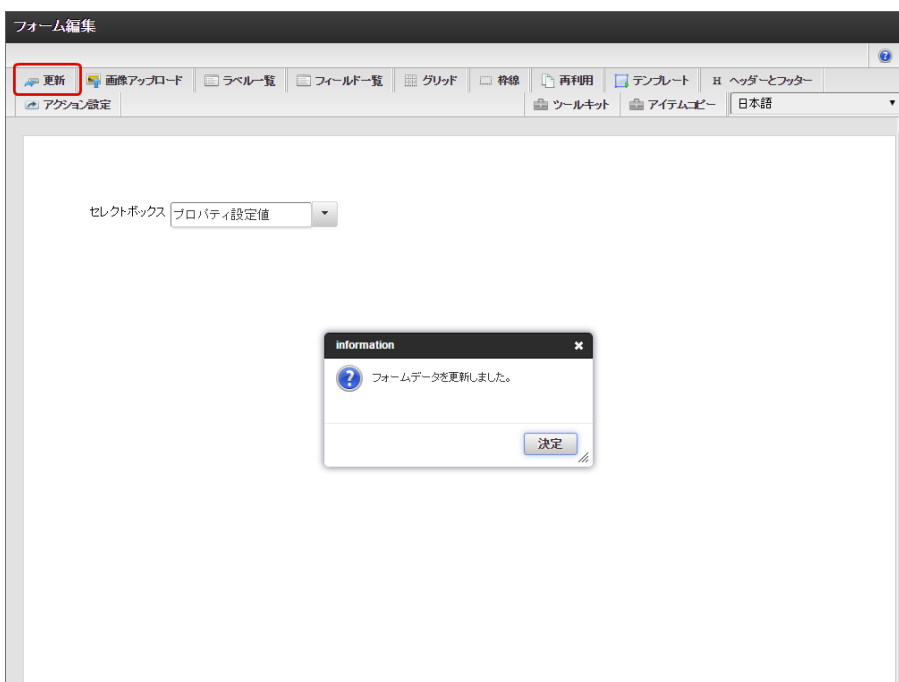 フォーム編集
更新 画像アップロード ラベル一覧 フィールド一覧 グリッド 枠線 再利用 テンプレート H ヘッダーとフッター
アクション設定 ツールキット アイテムコピー 日本語
セレクトボックス プロパティ設定値
information
フォームデータを更新しました。
決定